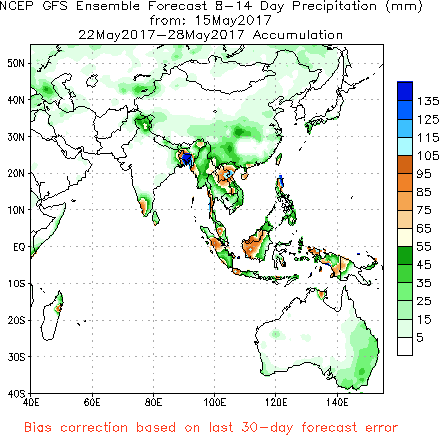 NCEP GFS Ensemble Forecast 8–14 Day Precipitation (mm)
from: 15May2017
22May2017–28May2017 Accumulation
50N
40N
30N
20N
10N
EQ
10S
20S
30S
40S
40E 60E 80E 100E 120E 140E
135
125
115
105
95
85
75
65
55
45
35
25
15
5
Bias correction based on last 30–day forecast error